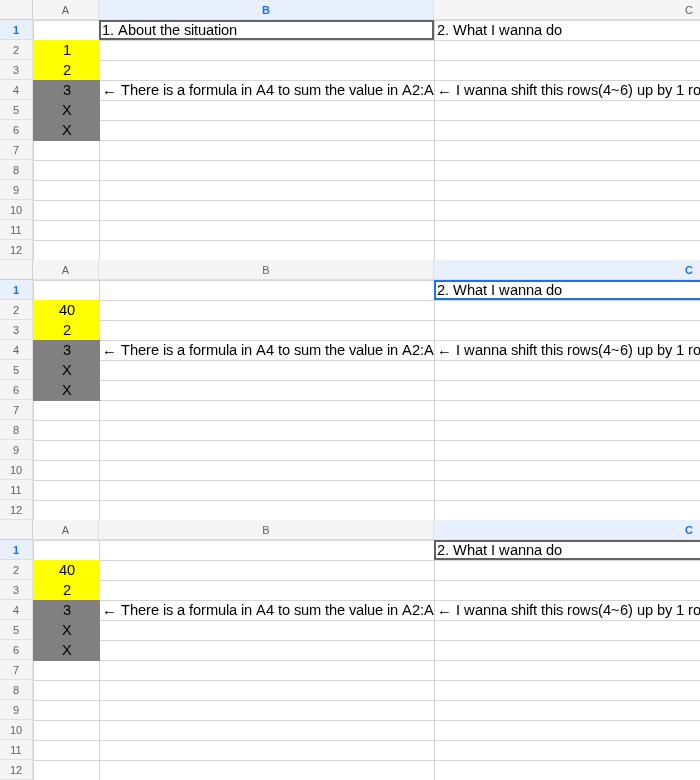 A B C
1 1. About the situation 2. What I wanna do
2 1
3 2
4 3 ← There is a formula in A4 to sum the value in A2:A ← I wanna shift this rows(4~6) up by 1 ro
5 X
6 X
7
8
9
10
11
12
A B C
1 2. What I wanna do
2 40
3 2
4 3 ← There is a formula in A4 to sum the value in A2:A ← I wanna shift this rows(4~6) up by 1 ro
5 X
6 X
7
8
9
10
11
12
A B C
1 2. What I wanna do
2 40
3 2
4 3 ← There is a formula in A4 to sum the value in A2:A ← I wanna shift this rows(4~6) up by 1 ro
5 X
6 X
7
8
9
10
11
12